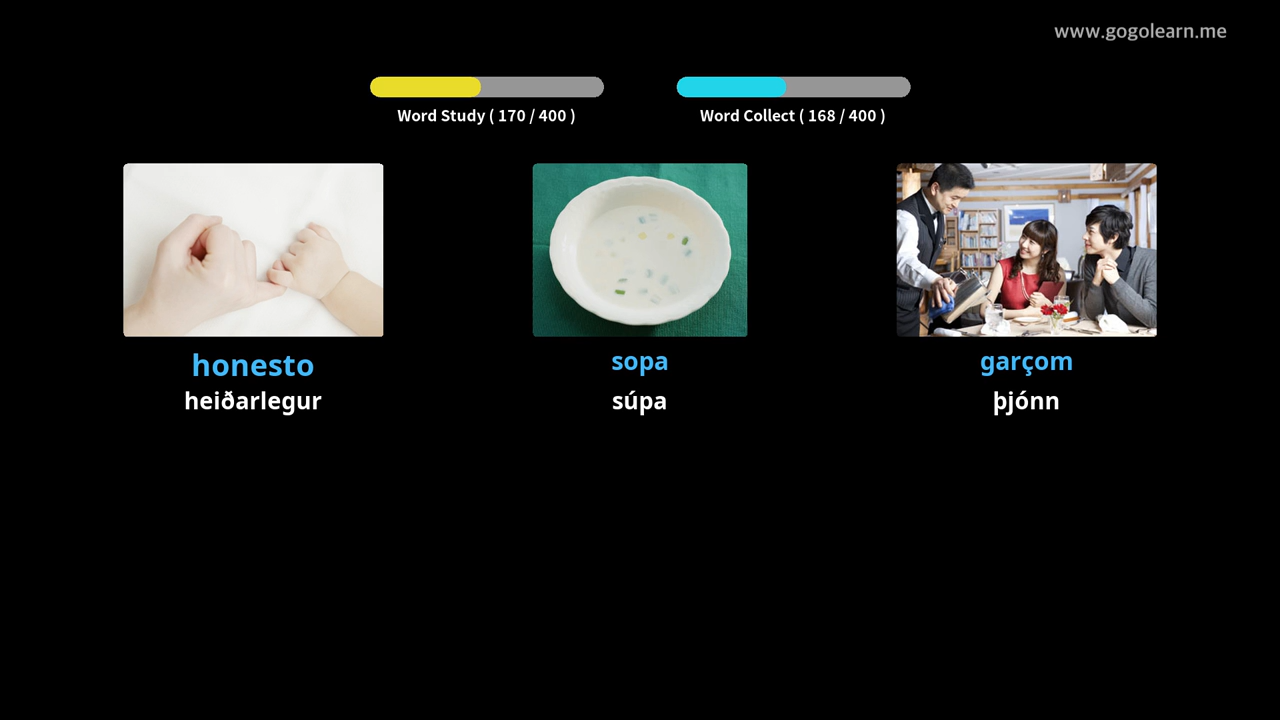 www.gogolearn.me
Word Study ( 170 / 400 )
Word Collect ( 168 / 400 )
honesto
heiðarlegur
sopa
súpa
garçom
þjónn